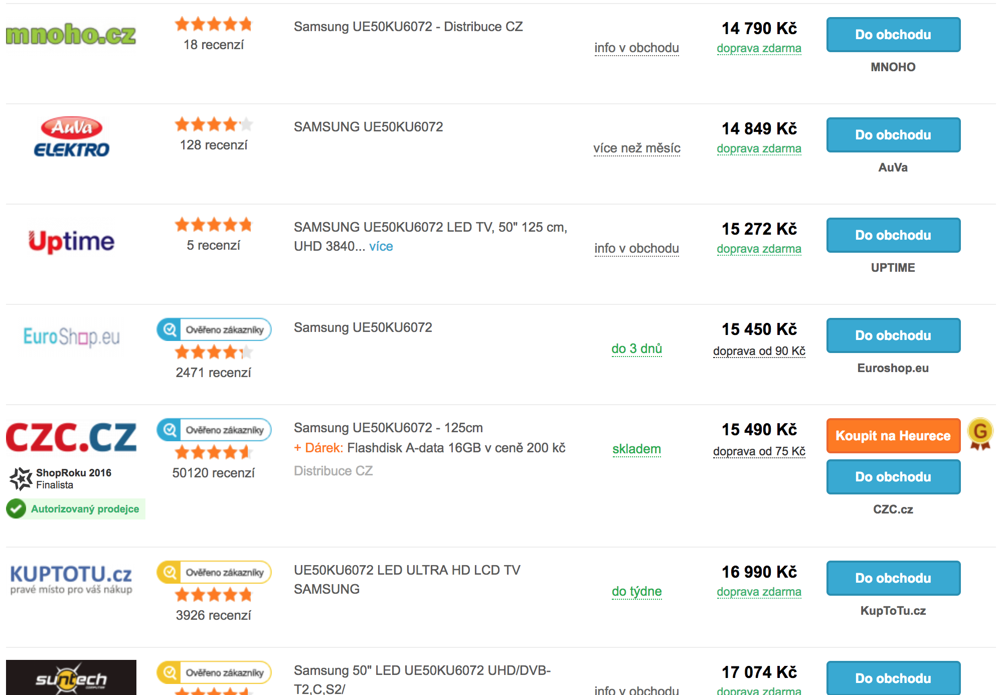 mnoho.cz
18 recenzí
Samsung UE50KU6072 - Distribuce CZ
info v obchodu
14 790 Kč
doprava zdarma
Do obchodu
MNOHO
AuVa
ELEKTRO
128 recenzí
SAMSUNG UE50KU6072
více než měsíc
14 849 Kč
doprava zdarma
Do obchodu
AuVa
Uptime
5 recenzí
SAMSUNG UE50KU6072 LED TV, 50" 125 cm,
UHD 3840... více
info v obchodu
15 272 Kč
doprava zdarma
Do obchodu
UPTIME
EuroShop.eu
Ověřeno zákazníky
2471 recenzí
Samsung UE50KU6072
do 3 dnů
15 450 Kč
doprava od 90 Kč
Do obchodu
Euroshop.eu
CZC.CZ
ShopRoku 2016
Finalista
Autorizovaný prodejce
Ověřeno zákazníky
50120 recenzí
Samsung UE50KU6072 - 125cm
+ Dárek: Flashdisk A-data 16GB v ceně 200 kč
Distribuce CZ
skladem
15 490 Kč
doprava od 75 Kč
Koupit na Heurece
G
Do obchodu
CZC.cz
KUPTOTU.cz
pravé místo pro váš nákup
Ověřeno zákazníky
3926 recenzí
UE50KU6072 LED ULTRA HD LCD TV
SAMSUNG
do týdne
16 990 Kč
doprava zdarma
Do obchodu
KupToTu.cz
suntech
Ověřeno zákazníky
Samsung 50" LED UE50KU6072 UHD/DVB-
T2,C,S2/
info v obchodu
17 074 Kč
doprava zdarma
Do obchodu